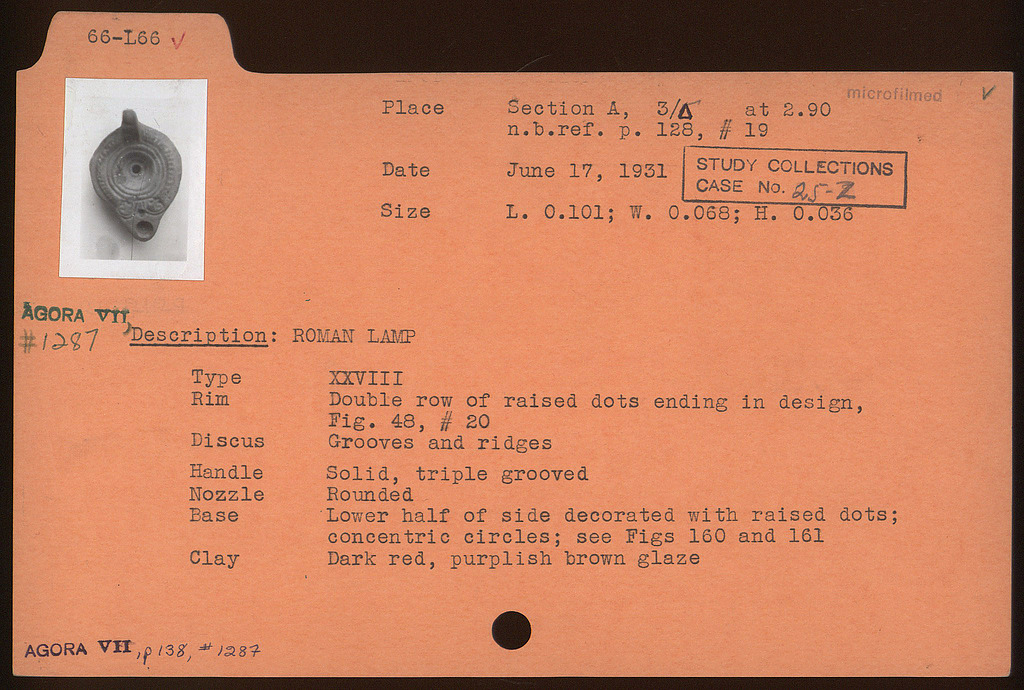 66-L66 √
microfilmed √
Place Section A, 3/Δ at 2.90
n.b.ref. p. 128, # 19
Date June 17, 1931
STUDY COLLECTIONS
CASE No. 25-Z
Size L. 0.101; W. 0.068; H. 0.036
AGORA VII,
#1287
Description: ROMAN LAMP
Type XXVIII
Rim Double row of raised dots ending in design,
Fig. 48, # 20
Discus Grooves and ridges
Handle Solid, triple grooved
Nozzle Rounded
Base Lower half of side decorated with raised dots;
concentric circles; see Figs 160 and 161
Clay Dark red, purplish brown glaze
AGORA VII, p 138, # 1287